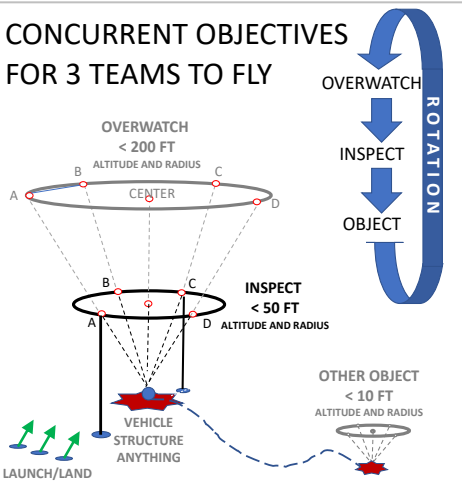 CONCURRENT OBJECTIVES
FOR 3 TEAMS TO FLY
OVERWATCH
INSPECT
OBJECT
ROTATION
OVERWATCH
< 200 FT
ALTITUDE AND RADIUS
A
B
CENTER
C
D
B
C
A
D
INSPECT
< 50 FT
ALTITUDE AND RADIUS
VEHICLE
STRUCTURE
ANYTHING
OTHER OBJECT
< 10 FT
ALTITUDE AND RADIUS
LAUNCH/LAND